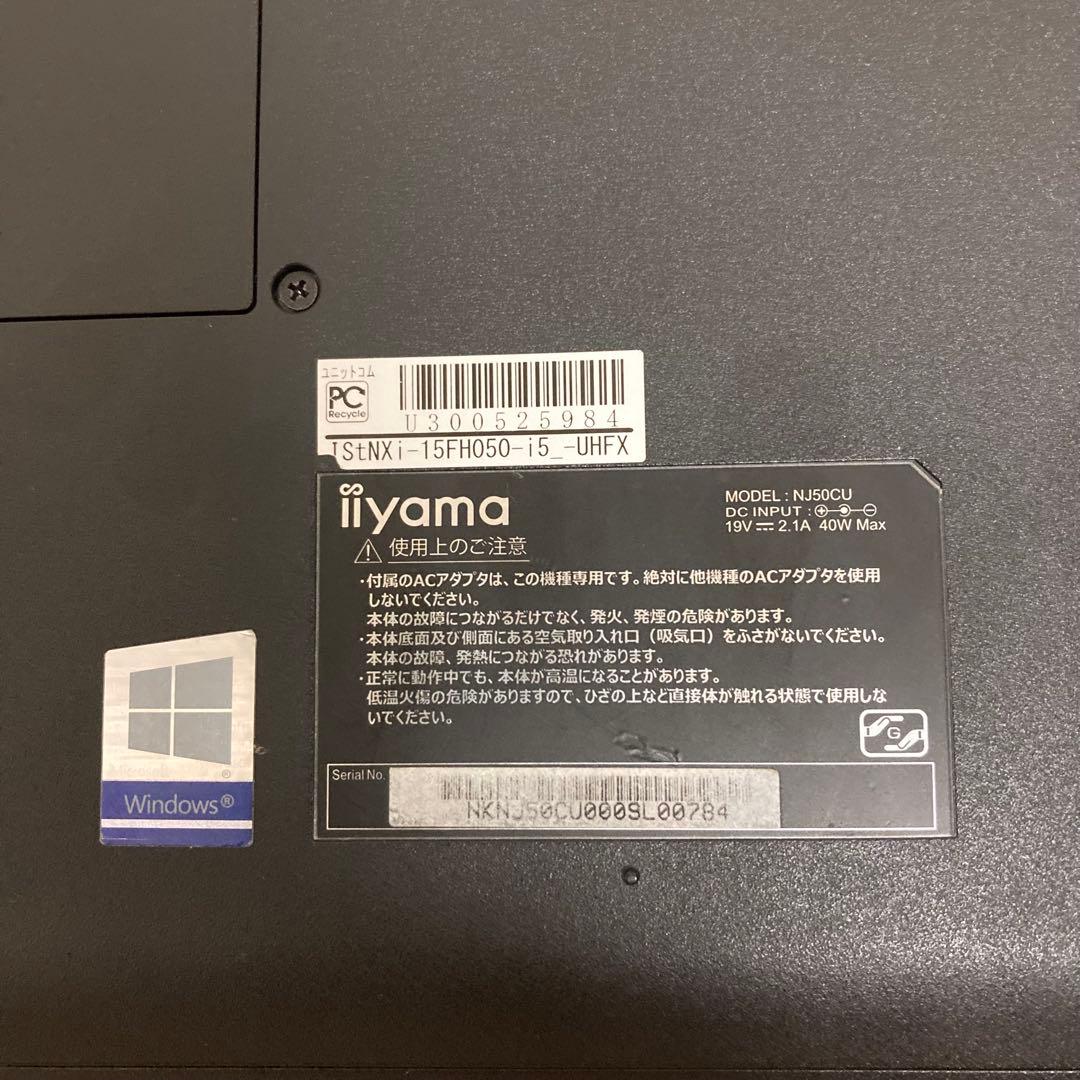 ユニットコム
PC
Recycle
U300525984
IStNXi-15FH050-i5_-UHFX
iiyama
MODEL : NJ50CU
DC INPUT :
19V 2.1A 40W Max
使用上のご注意
・付属のACアダプタは、この機種専用です。絶対に他機種のACアダプタを使用
しないでください。
本体の故障につながるだけでなく、発火、発煙の危険があります。
・本体底面及び側面にある空気取り入れ口（吸気口）をふさがないでください。
本体の故障、発熱につながる恐れがあります。
・正常に動作中でも、本体が高温になることがあります。
低温火傷の危険がありますので、ひざの上など直接体が触れる状態で使用しな
いでください。
G
Serial No.
NKNJ50CU000SL00784
Windows®